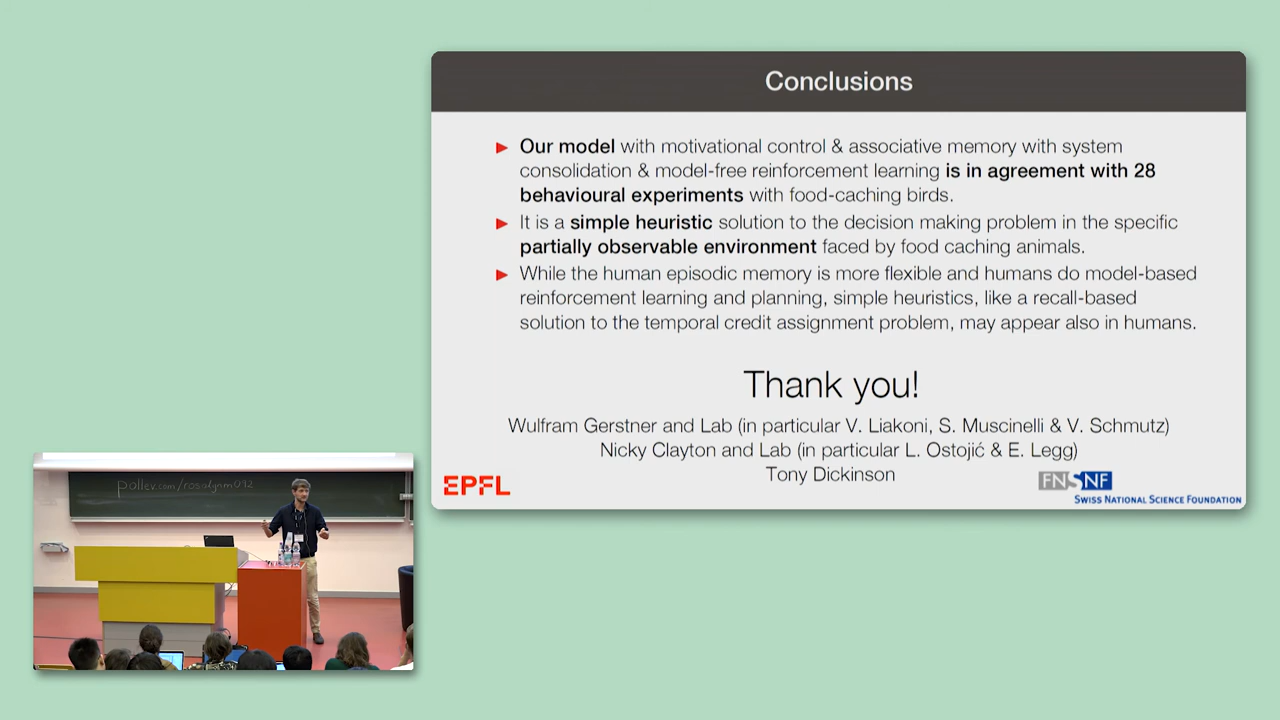 Conclusions
Our model with motivational control & associative memory with system
consolidation & model-free reinforcement learning is in agreement with 28
behavioural experiments with food-caching birds.
It is a simple heuristic solution to the decision making problem in the specific
partially observable environment faced by food caching animals.
While the human episodic memory is more flexible and humans do model-based
reinforcement learning and planning, simple heuristics, like a recall-based
solution to the temporal credit assignment problem, may appear also in humans.
Thank you!
Wulfram Gerstner and Lab (in particular V. Liakoni, S. Muscinelli & V. Schmutz)
Nicky Clayton and Lab (in particular L. Ostojić & E. Legg)
Tony Dickinson
EPFL
FNSNF
SWISS NATIONAL SCIENCE FOUNDATION